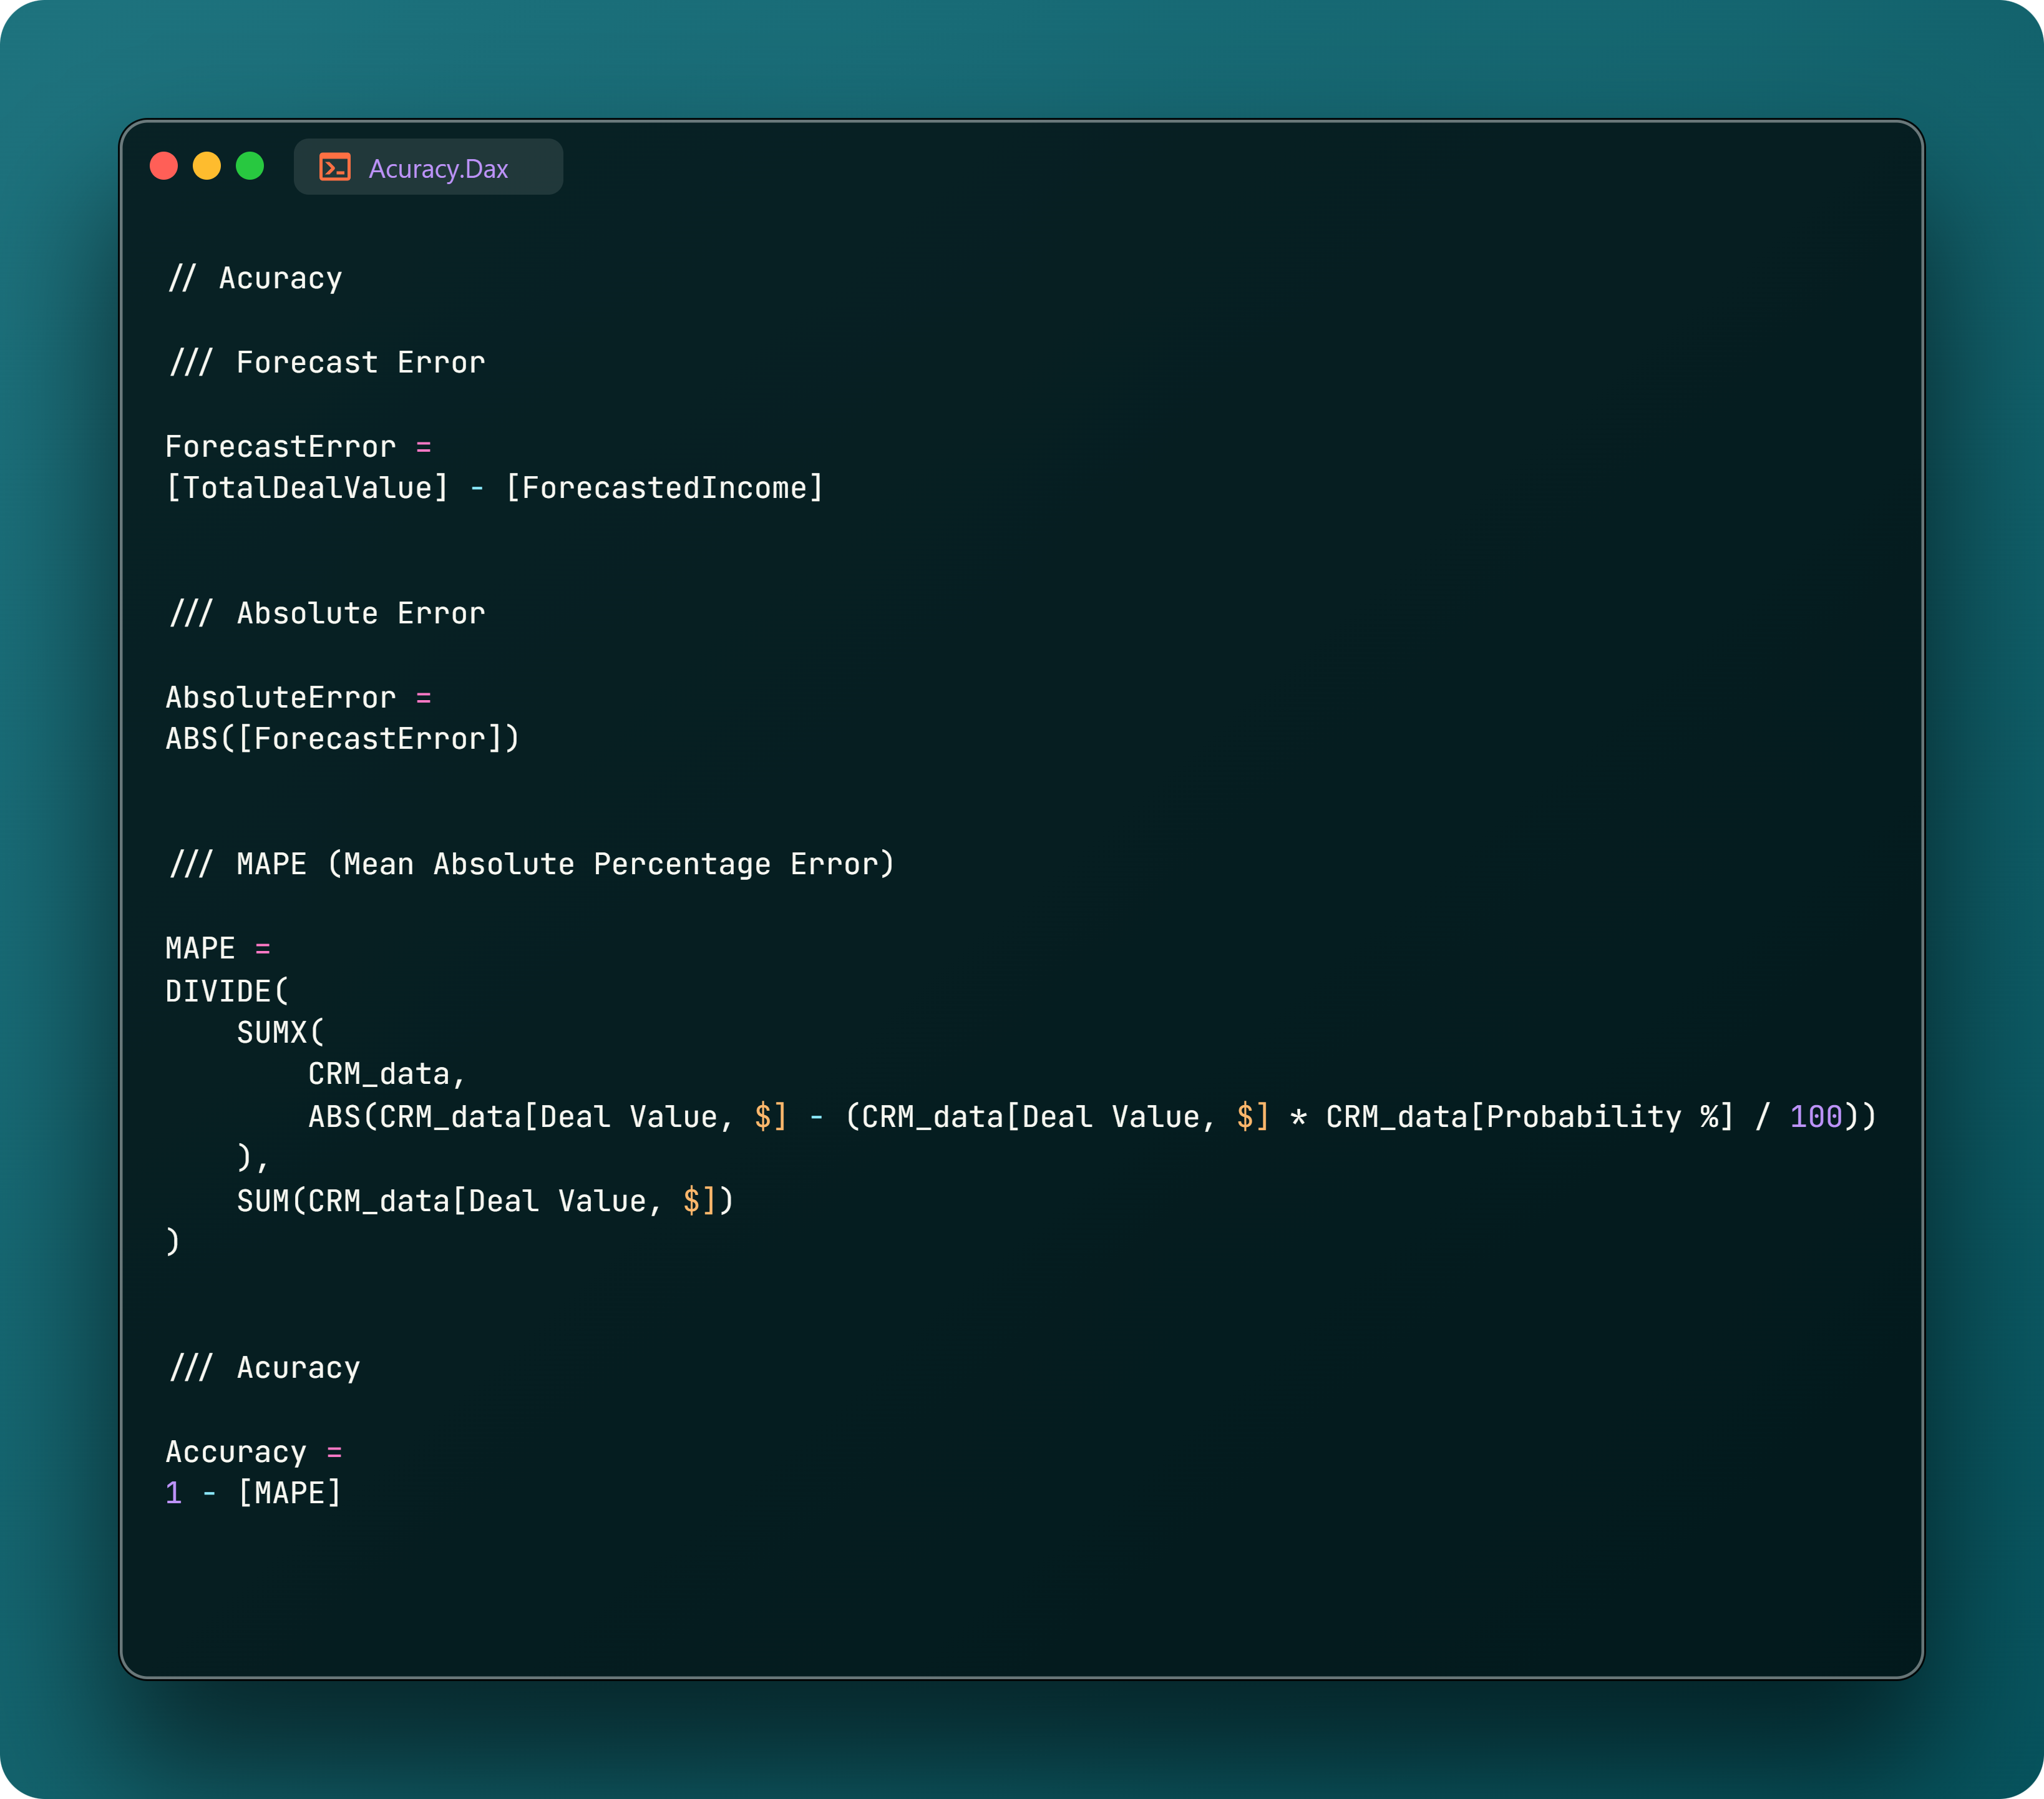 Acuracy.Dax
// Acuracy
/// Forecast Error
ForecastError =
[TotalDealValue] - [ForecastedIncome]
/// Absolute Error
AbsoluteError =
ABS([ForecastError])
/// MAPE (Mean Absolute Percentage Error)
MAPE =
DIVIDE(
    SUMX(
        CRM_data,
        ABS(CRM_data[Deal Value, $] - (CRM_data[Deal Value, $] * CRM_data[Probability %] / 100))
    ),
    SUM(CRM_data[Deal Value, $])
)
/// Acuracy
Accuracy =
1 - [MAPE]